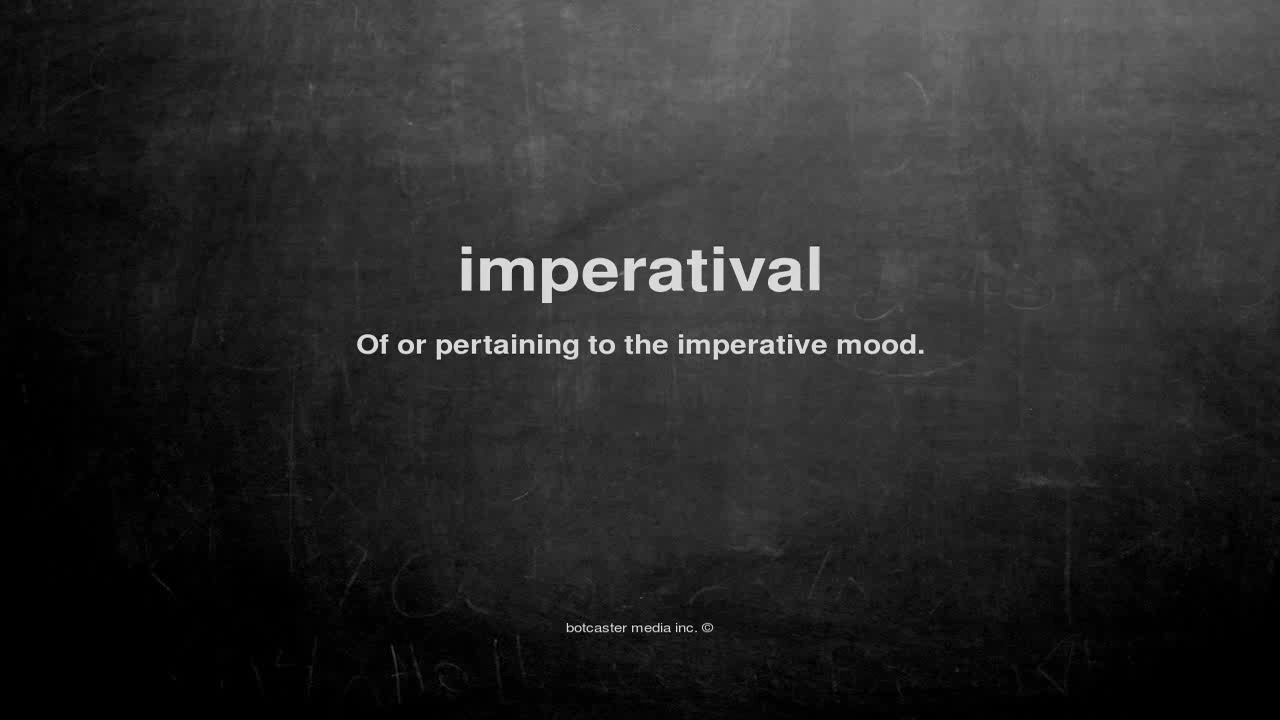 imperatival
Of or pertaining to the imperative mood.
botcaster media inc. ©